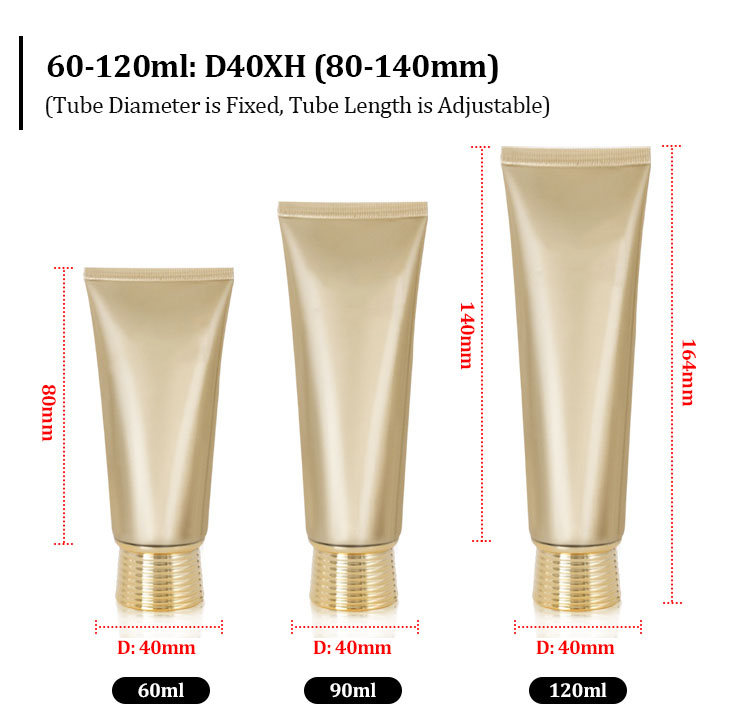 60-120ml: D40XH (80-140mm)
(Tube Diameter is Fixed, Tube Length is Adjustable)
80mm
140mm
164mm
D: 40mm
D: 40mm
D: 40mm
60ml
90ml
120ml